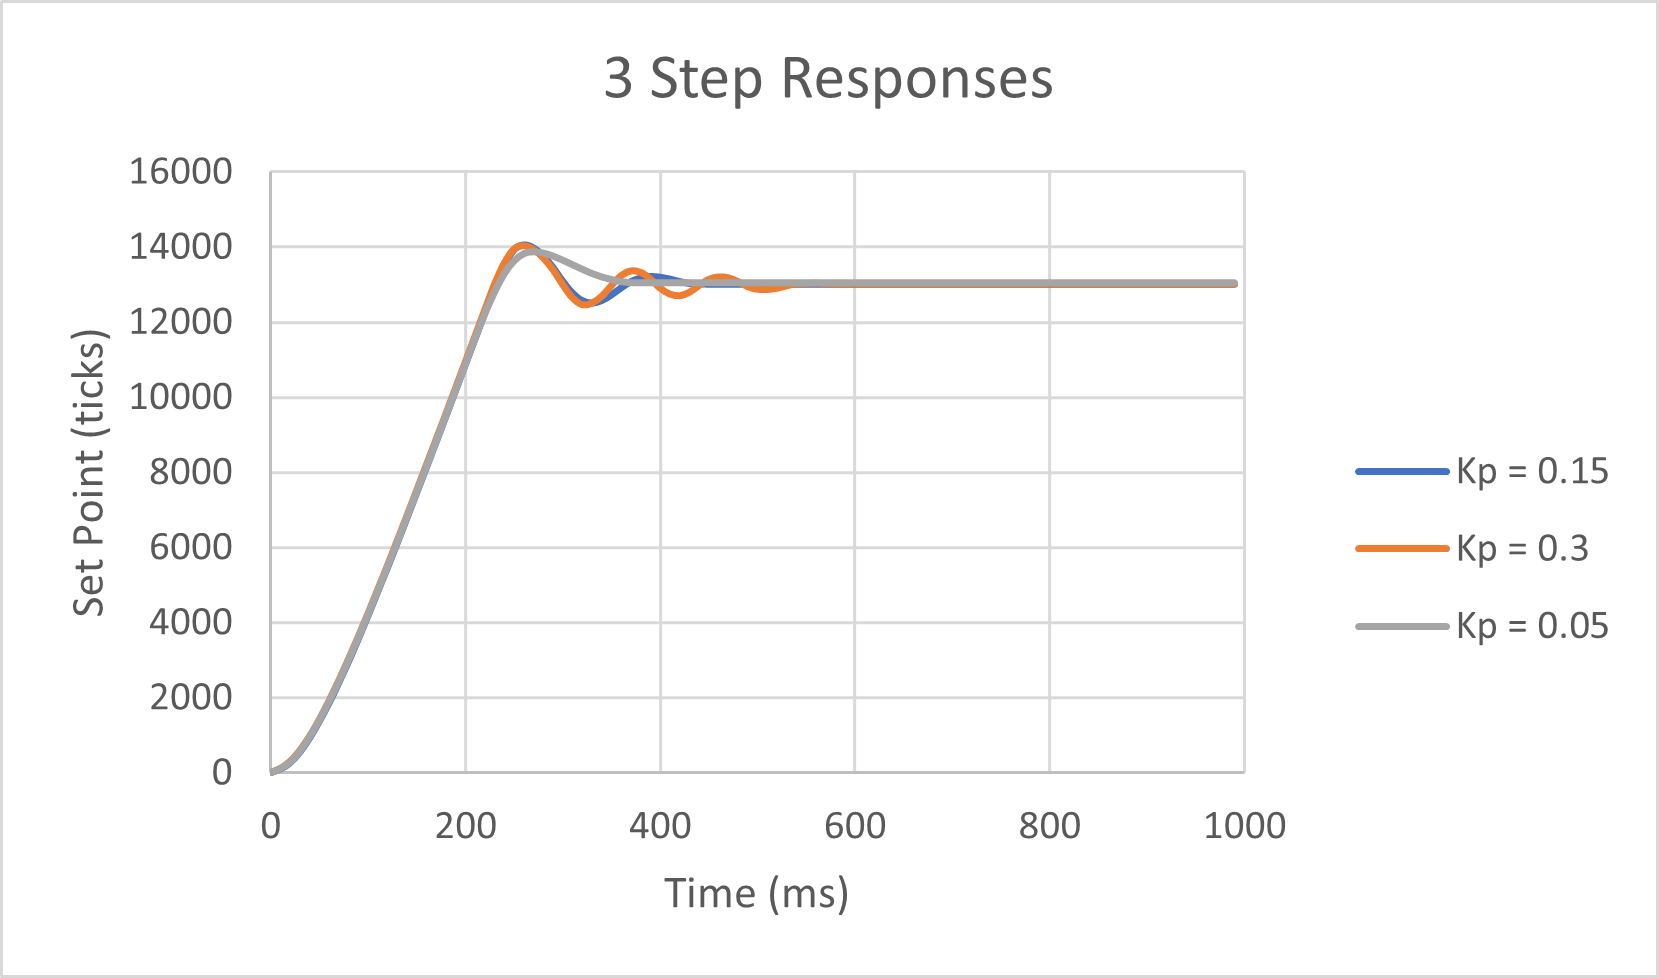 3 Step Responses
16000
14000
12000
10000
8000
6000
4000
2000
0
Set Point (ticks)
0 200 400 600 800 1000
Time (ms)
Kp = 0.15
Kp = 0.3
Kp = 0.05